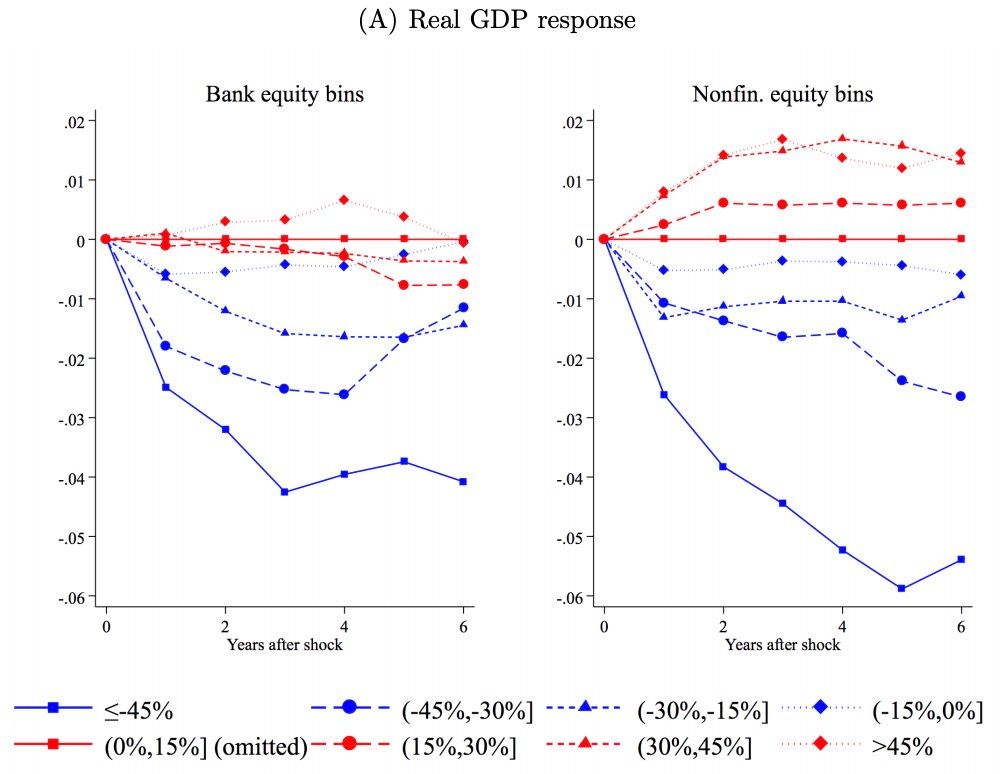 (A) Real GDP response
Bank equity bins
.02
.01
0
-.01
-.02
-.03
-.04
-.05
-.06
0 2 4 6
Years after shock
Nonfin. equity bins
.02
.01
0
-.01
-.02
-.03
-.04
-.05
-.06
0 2 4 6
Years after shock
≤-45% (-45%,-30%] (-30%,-15%] (-15%,0%]
(0%,15%] (omitted) (15%,30%] (30%,45%] >45%